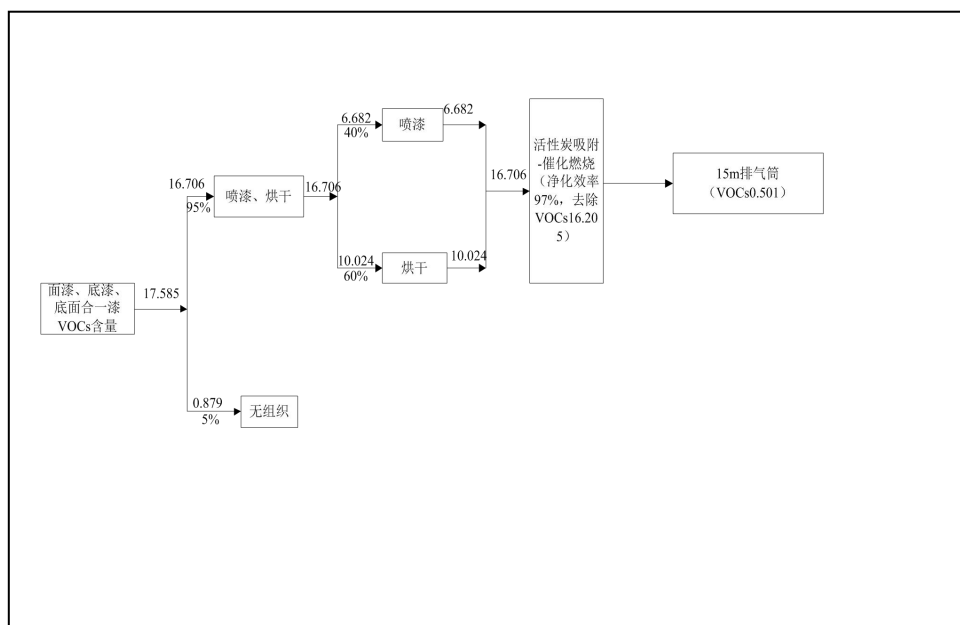 6.682
40%
喷漆
6.682
16.706
95%
喷漆、烘干
16.706
10.024
60%
烘干
10.024
16.706
活性炭吸附
-催化燃烧
（净化效率
97%，去除
VOCs16.20
5）
15m排气筒
（VOCs0.501）
面漆、底漆、
底面合一漆
VOCs含量
17.585
0.879
5%
无组织